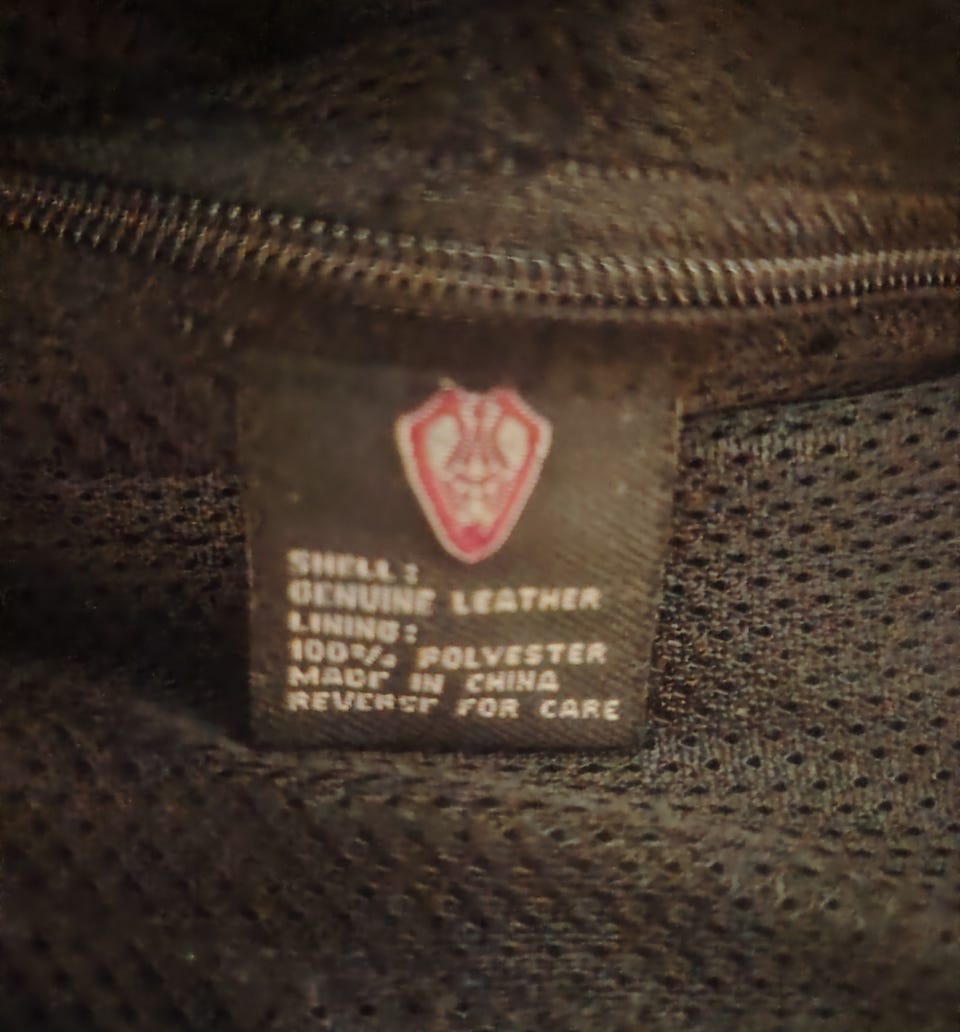 SHELL:
GENUINE LEATHER
LINING:
100% POLYESTER
MADE IN CHINA
REVERSE FOR CARE